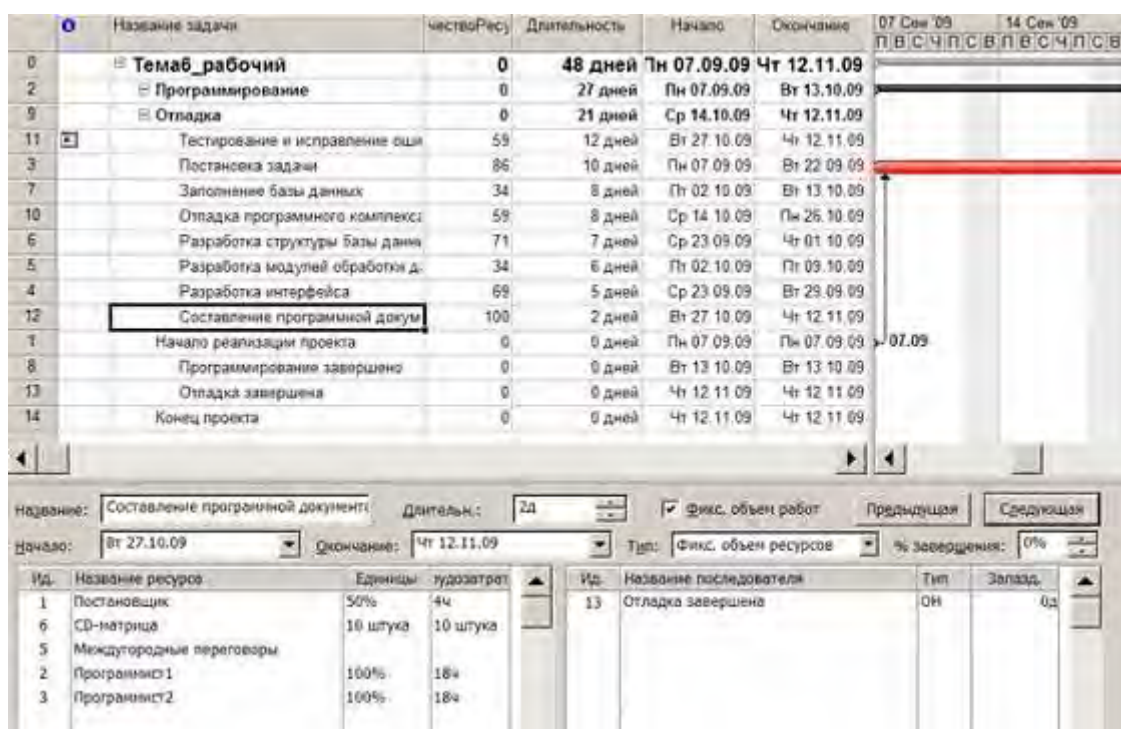 Название задачи чествоРесу Длительность Начало Окончание 07 Сен '09 14 Сен '09
П В С Ч П С В П В С Ч П С В
0 Тема6_рабочий 0 48 дней Пн 07.09.09 Чт 12.11.09
2 Программирование 0 27 дней Пн 07.09.09 Вт 13.10.09
9 Отладка 0 21 дней Ср 14.10.09 Чт 12.11.09
11 Тестирование и исправление оши 59 12 дней Вт 27.10.09 Чт 12.11.09
3 Постановка задачи 86 10 дней Пн 07.09.09 Вт 22.09.09
7 Заполнение базы данных 34 8 дней Пт 02.10.09 Вт 13.10.09
10 Отладка программного комплекса 59 8 дней Ср 14.10.09 Пн 26.10.09
6 Разработка структуры базы данн 71 7 дней Ср 23.09.09 Чт 01.10.09
5 Разработка модулей обработки д 34 6 дней Пт 02.10.09 Пт 09.10.09
4 Разработка интерфейса 69 5 дней Ср 23.09.09 Вт 29.09.09
12 Составление программной докум 100 2 дней Вт 27.10.09 Чт 12.11.09
1 Начало реализации проекта 0 0 дней Пн 07.09.09 Пн 07.09.09 07.09
8 Программирование завершено 0 0 дней Вт 13.10.09 Вт 13.10.09
13 Отладка завершена 0 0 дней Чт 12.11.09 Чт 12.11.09
14 Конец проекта 0 0 дней Чт 12.11.09 Чт 12.11.09
Название: Составление программной документа Длительн.: 2д Фикс. объем работ Предыдущая Следующая
Начало: Вт 27.10.09 Окончание: Чт 12.11.09 Тип: Фикс. объем ресурсов % завершения: 0%
Ид. Название ресурса Единицы рудозатрат Ид. Название последователя Тип Запазд.
1 Постановщик 50% 4ч 13 Отладка завершена ОН 0д
6 CD-матрица 10 штука 10 штука
5 Междугородные переговоры
2 Программист1 100% 18ч
3 Программист2 100% 18ч